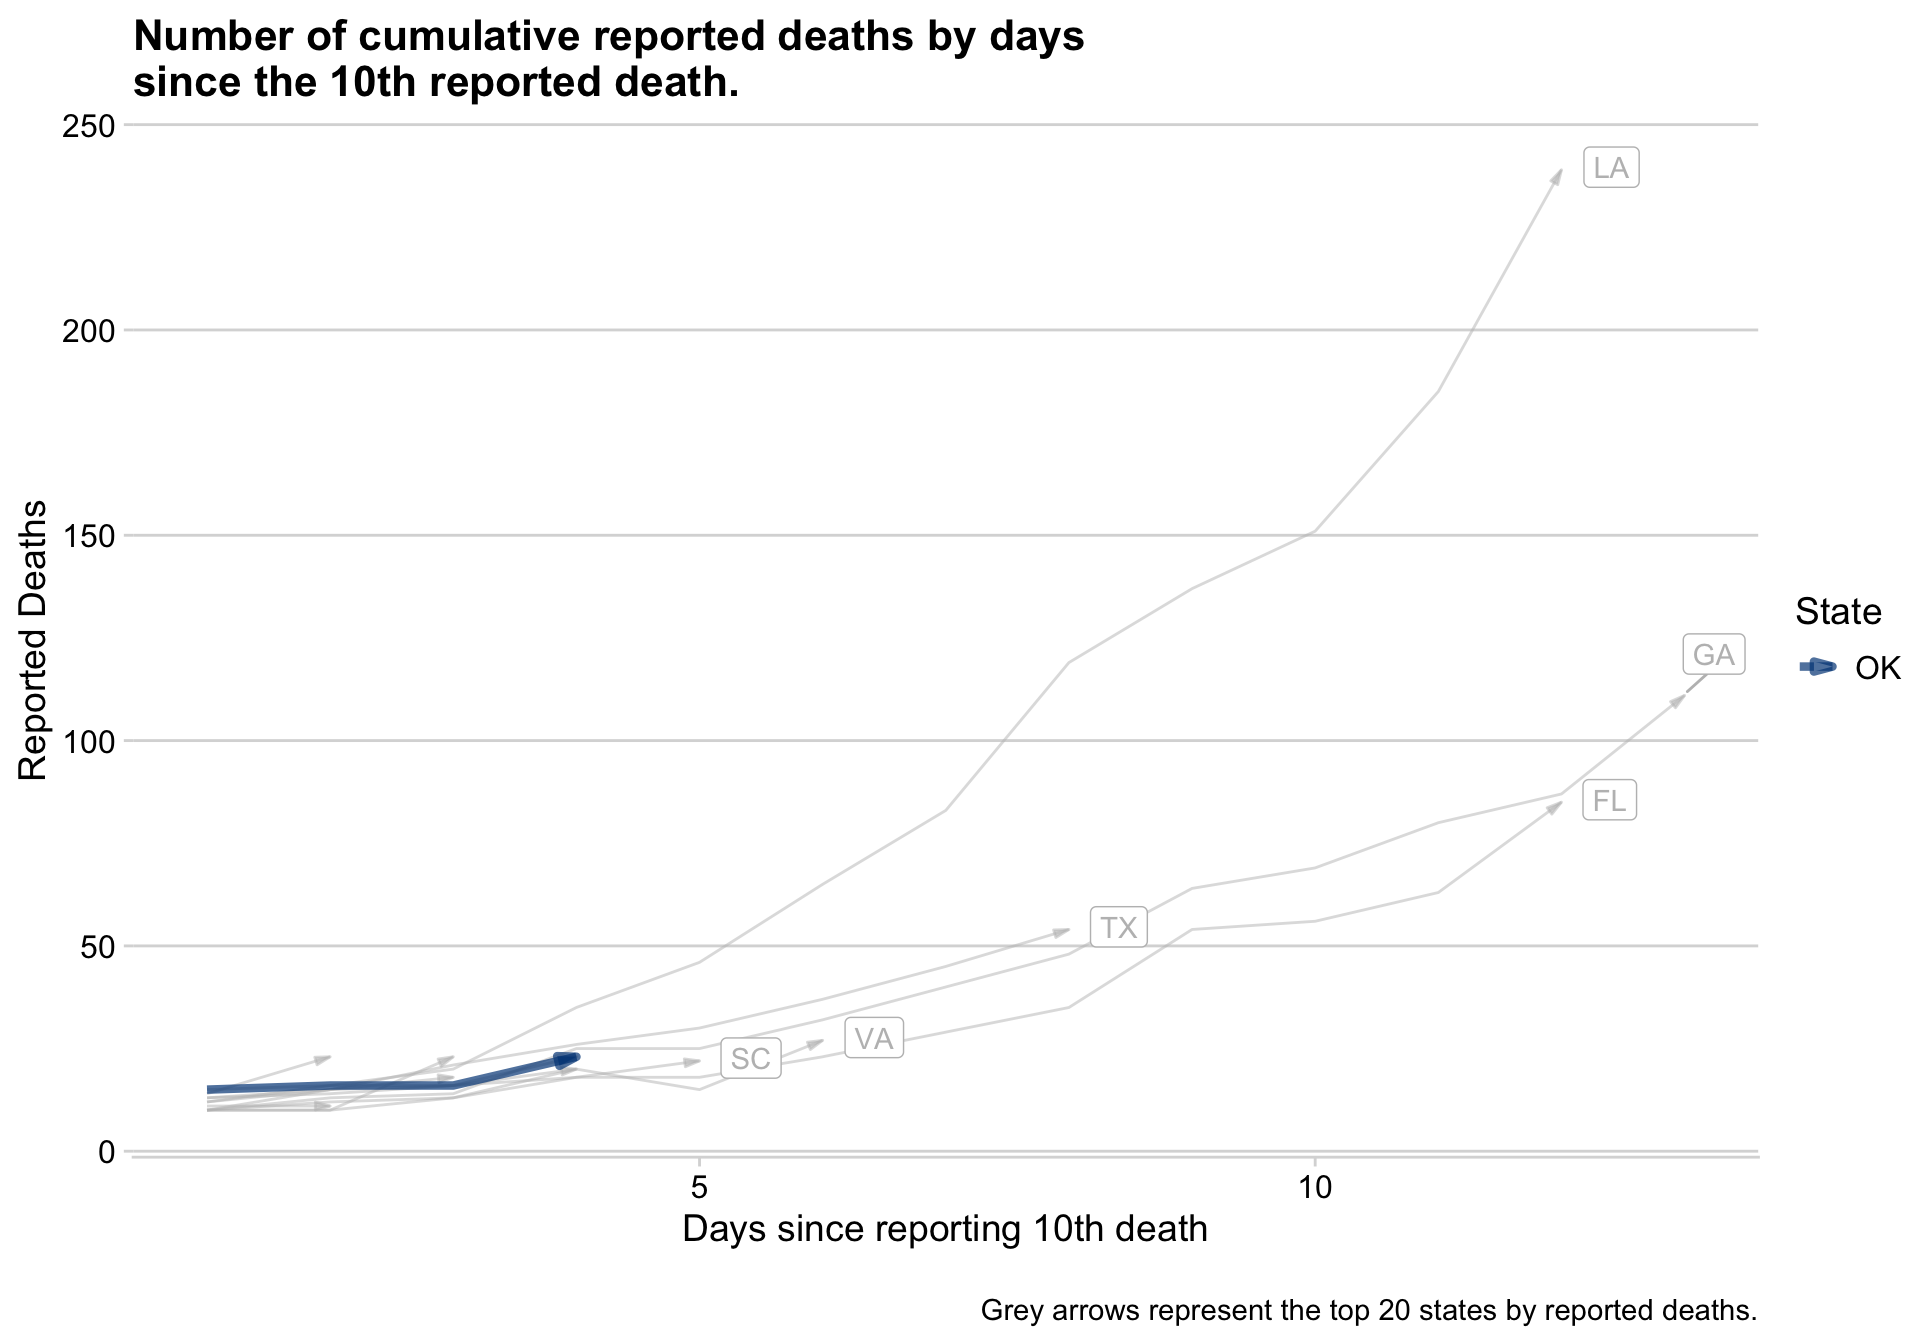 Number of cumulative reported deaths by days
since the 10th reported death.
250
LA
200
Reported Deaths
150
State
GA
OK
100
FL
TX
50
VA
SC
0
5
10
Days since reporting 10th death
Grey arrows represent the top 20 states by reported deaths.